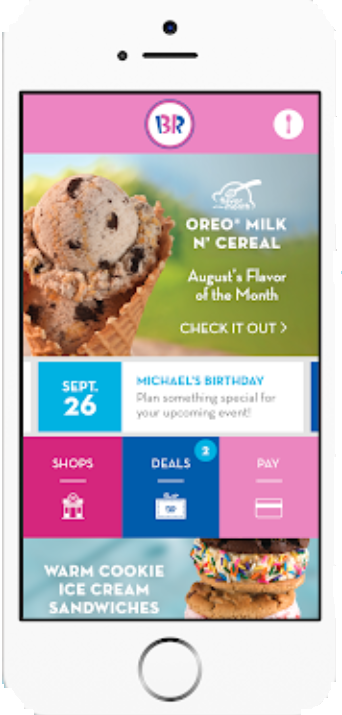 BR
OREO® MILK
N' CEREAL
August's Flavor
of the Month
CHECK IT OUT >
SEPT.
26
MICHAEL'S BIRTHDAY
Plan something special for
your upcoming event!
SHOPS
DEALS
2
PAY
WARM COOKIE
ICE CREAM
SANDWICHES